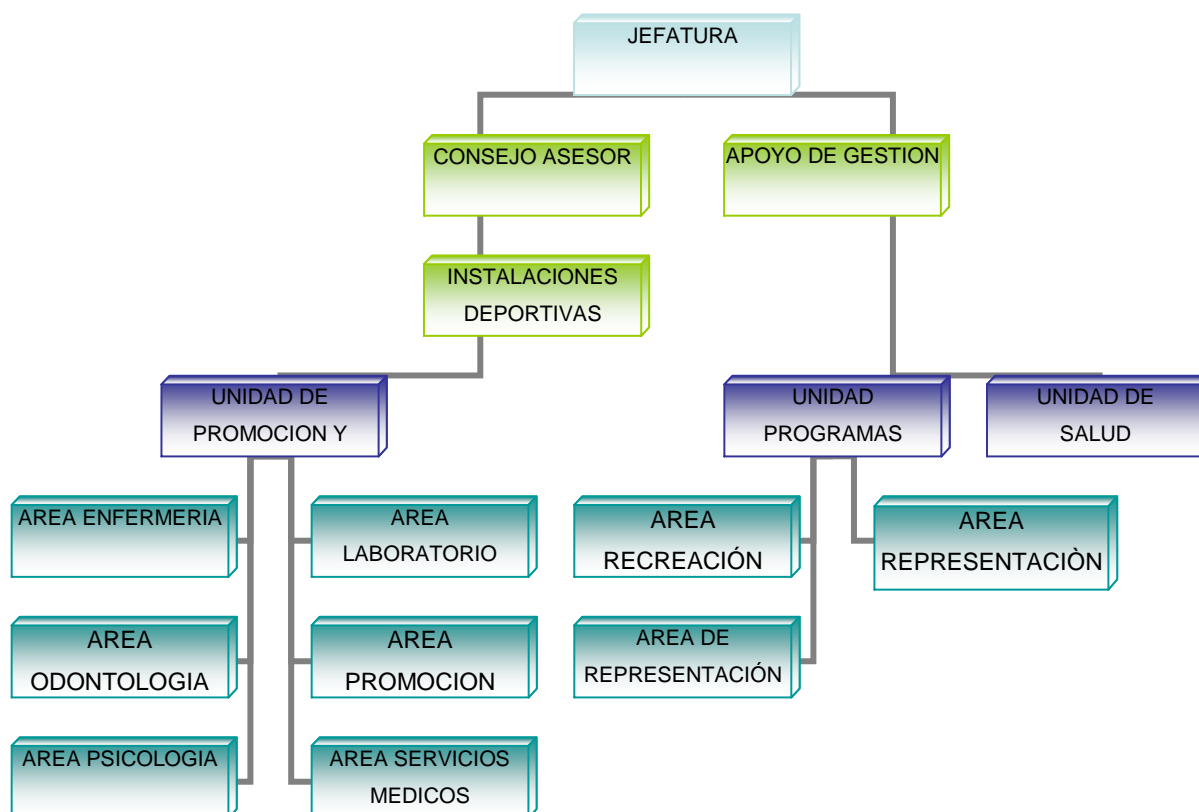 JEFATURA
CONSEJO ASESOR
APOYO DE GESTION
INSTALACIONES
DEPORTIVAS
UNIDAD DE
PROMOCION Y
UNIDAD
PROGRAMAS
UNIDAD DE
SALUD
AREA ENFERMERIA
AREA
LABORATORIO
AREA
RECREACIÓN
AREA
REPRESENTACIÒN
AREA
ODONTOLOGIA
AREA
PROMOCION
AREA DE
REPRESENTACIÓN
AREA PSICOLOGIA
AREA SERVICIOS
MEDICOS